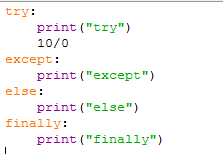 try:
    print("try")
    10/0
except:
    print("except")
else:
    print("else")
finally:
    print("finally")